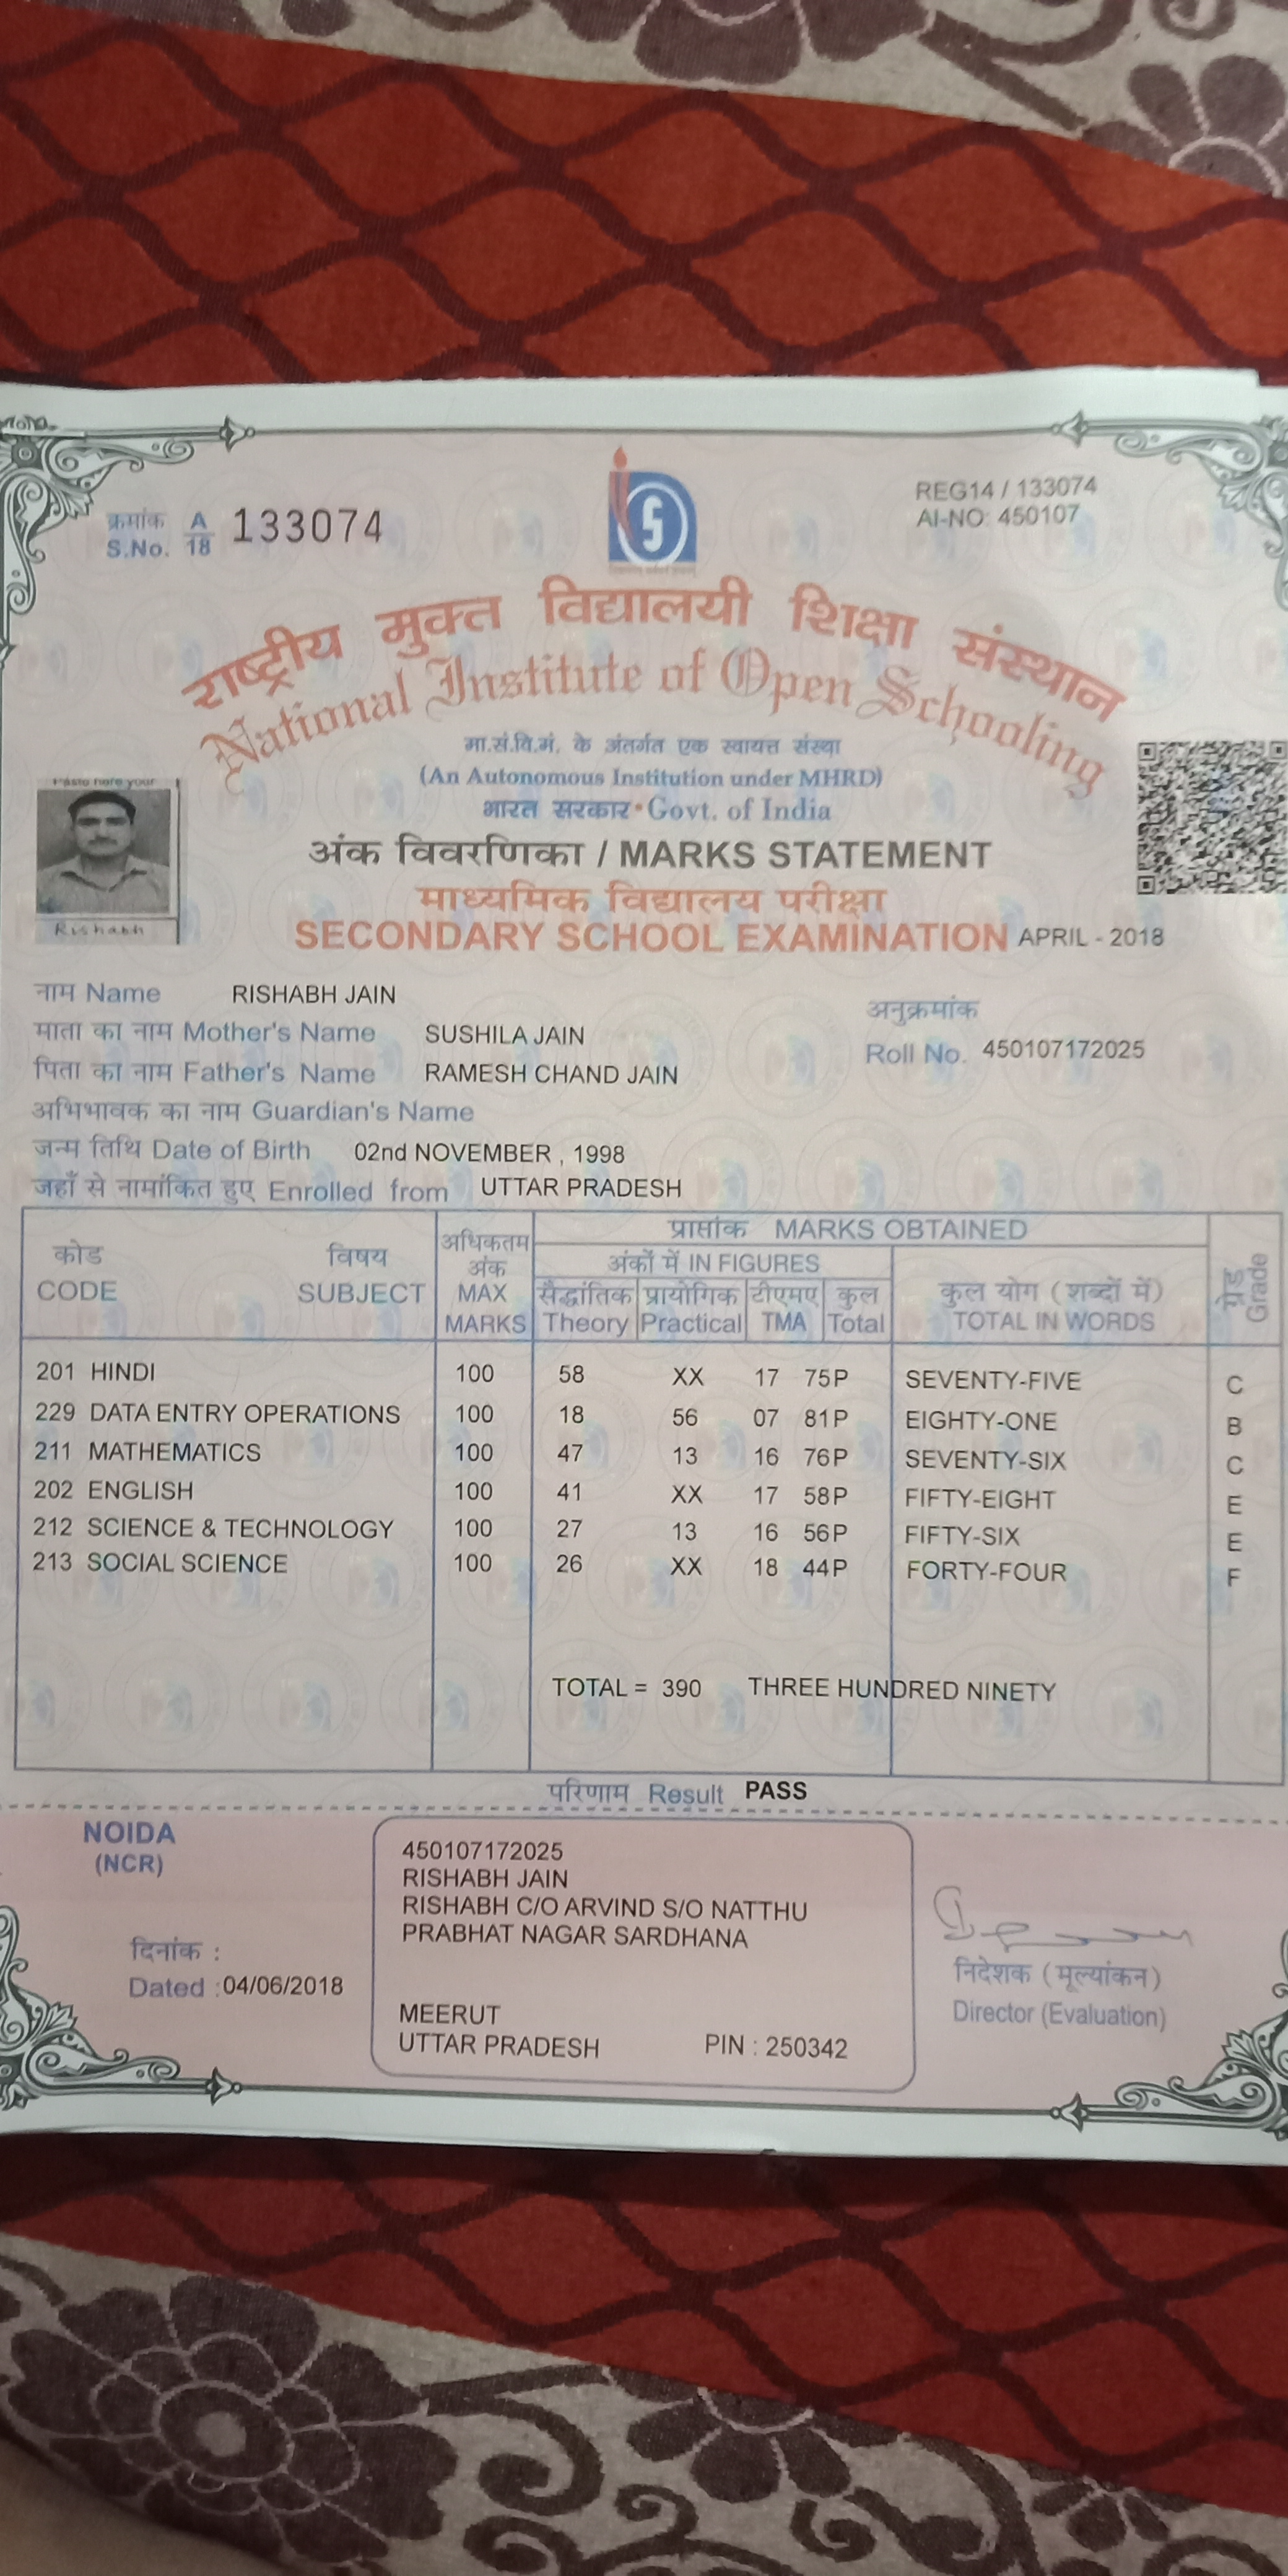 क्रमांक
S.No. A/18 133074
REG14 / 133074
AI-NO: 450107
राष्ट्रीय मुक्त विद्यालयी शिक्षा संस्थान
National Institute of Open Schooling
मा.सं.वि.मं. के अंतर्गत एक स्वायत्त संस्था
(An Autonomous Institution under MHRD)
भारत सरकार • Govt. of India
Paste here your
Rishabh
अंक विवरणिका / MARKS STATEMENT
माध्यमिक विद्यालय परीक्षा
SECONDARY SCHOOL EXAMINATION APRIL - 2018
नाम Name RISHABH JAIN
माता का नाम Mother's Name SUSHILA JAIN
पिता का नाम Father's Name RAMESH CHAND JAIN
अनुक्रमांक
Roll No. 450107172025
अभिभावक का नाम Guardian's Name
जन्म तिथि Date of Birth 02nd NOVEMBER , 1998
जहाँ से नामांकित हुए Enrolled from UTTAR PRADESH
कोड विषय अधिकतम अंक प्राप्तांक MARKS OBTAINED
CODE SUBJECT MAX MARKS अंकों में IN FIGURES कुल योग (शब्दों में) ग्रेड
सैद्धांतिक प्रायोगिक टीएमए कुल TOTAL IN WORDS Grade
Theory Practical TMA Total
201 HINDI 100 58 XX 17 75P SEVENTY-FIVE C
229 DATA ENTRY OPERATIONS 100 18 56 07 81P EIGHTY-ONE B
211 MATHEMATICS 100 47 13 16 76P SEVENTY-SIX C
202 ENGLISH 100 41 XX 17 58P FIFTY-EIGHT E
212 SCIENCE & TECHNOLOGY 100 27 13 16 56P FIFTY-SIX E
213 SOCIAL SCIENCE 100 26 XX 18 44P FORTY-FOUR F
TOTAL = 390 THREE HUNDRED NINETY
परिणाम Result PASS
NOIDA
(NCR)
दिनांक :
Dated :04/06/2018
450107172025
RISHABH JAIN
RISHABH C/O ARVIND S/O NATTHU
PRABHAT NAGAR SARDHANA
MEERUT
UTTAR PRADESH PIN : 250342
निदेशक (मूल्यांकन)
Director (Evaluation)